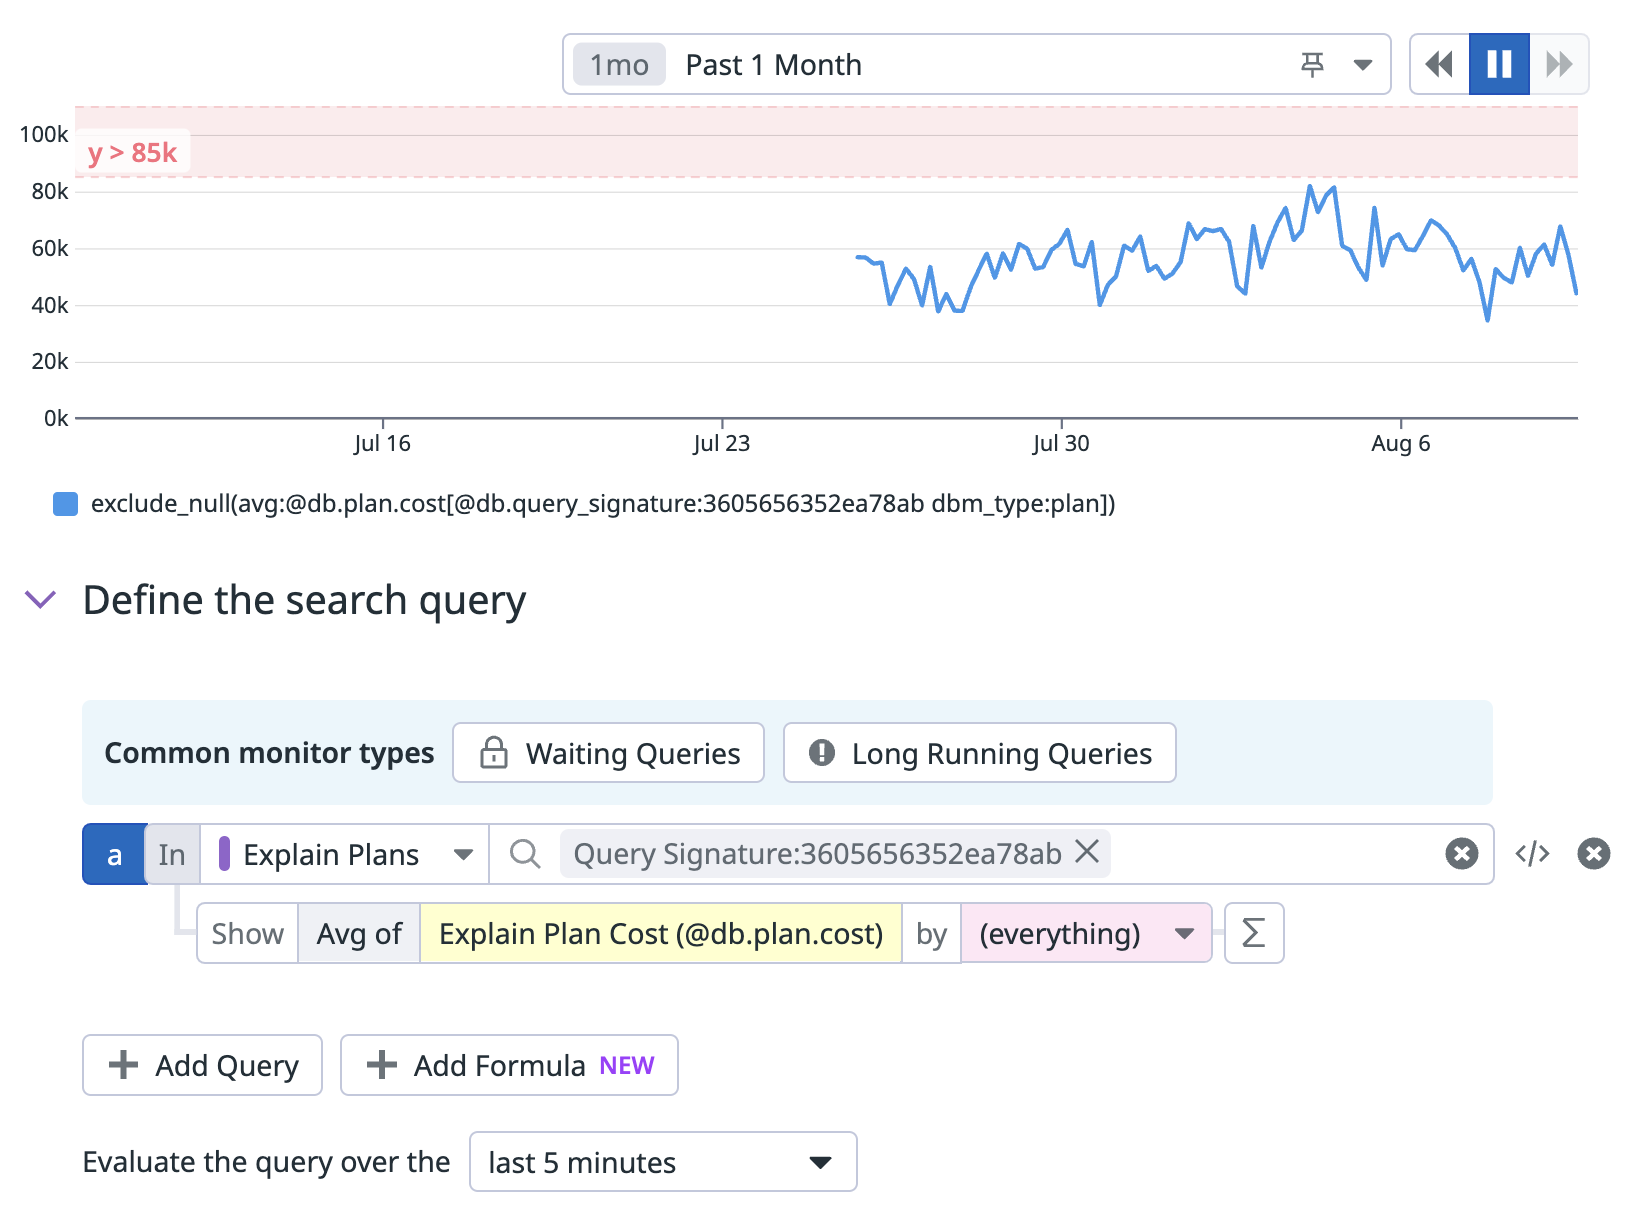 1mo Past 1 Month
100k
y > 85k
80k
60k
40k
20k
0k
Jul 16 Jul 23 Jul 30 Aug 6
exclude_null(avg:@db.plan.cost[@db.query_signature:3605656352ea78ab dbm_type:plan])
Define the search query
Common monitor types Waiting Queries Long Running Queries
a In Explain Plans Query Signature:3605656352ea78ab
Show Avg of Explain Plan Cost (@db.plan.cost) by (everything) Σ
Add Query Add Formula NEW
Evaluate the query over the last 5 minutes